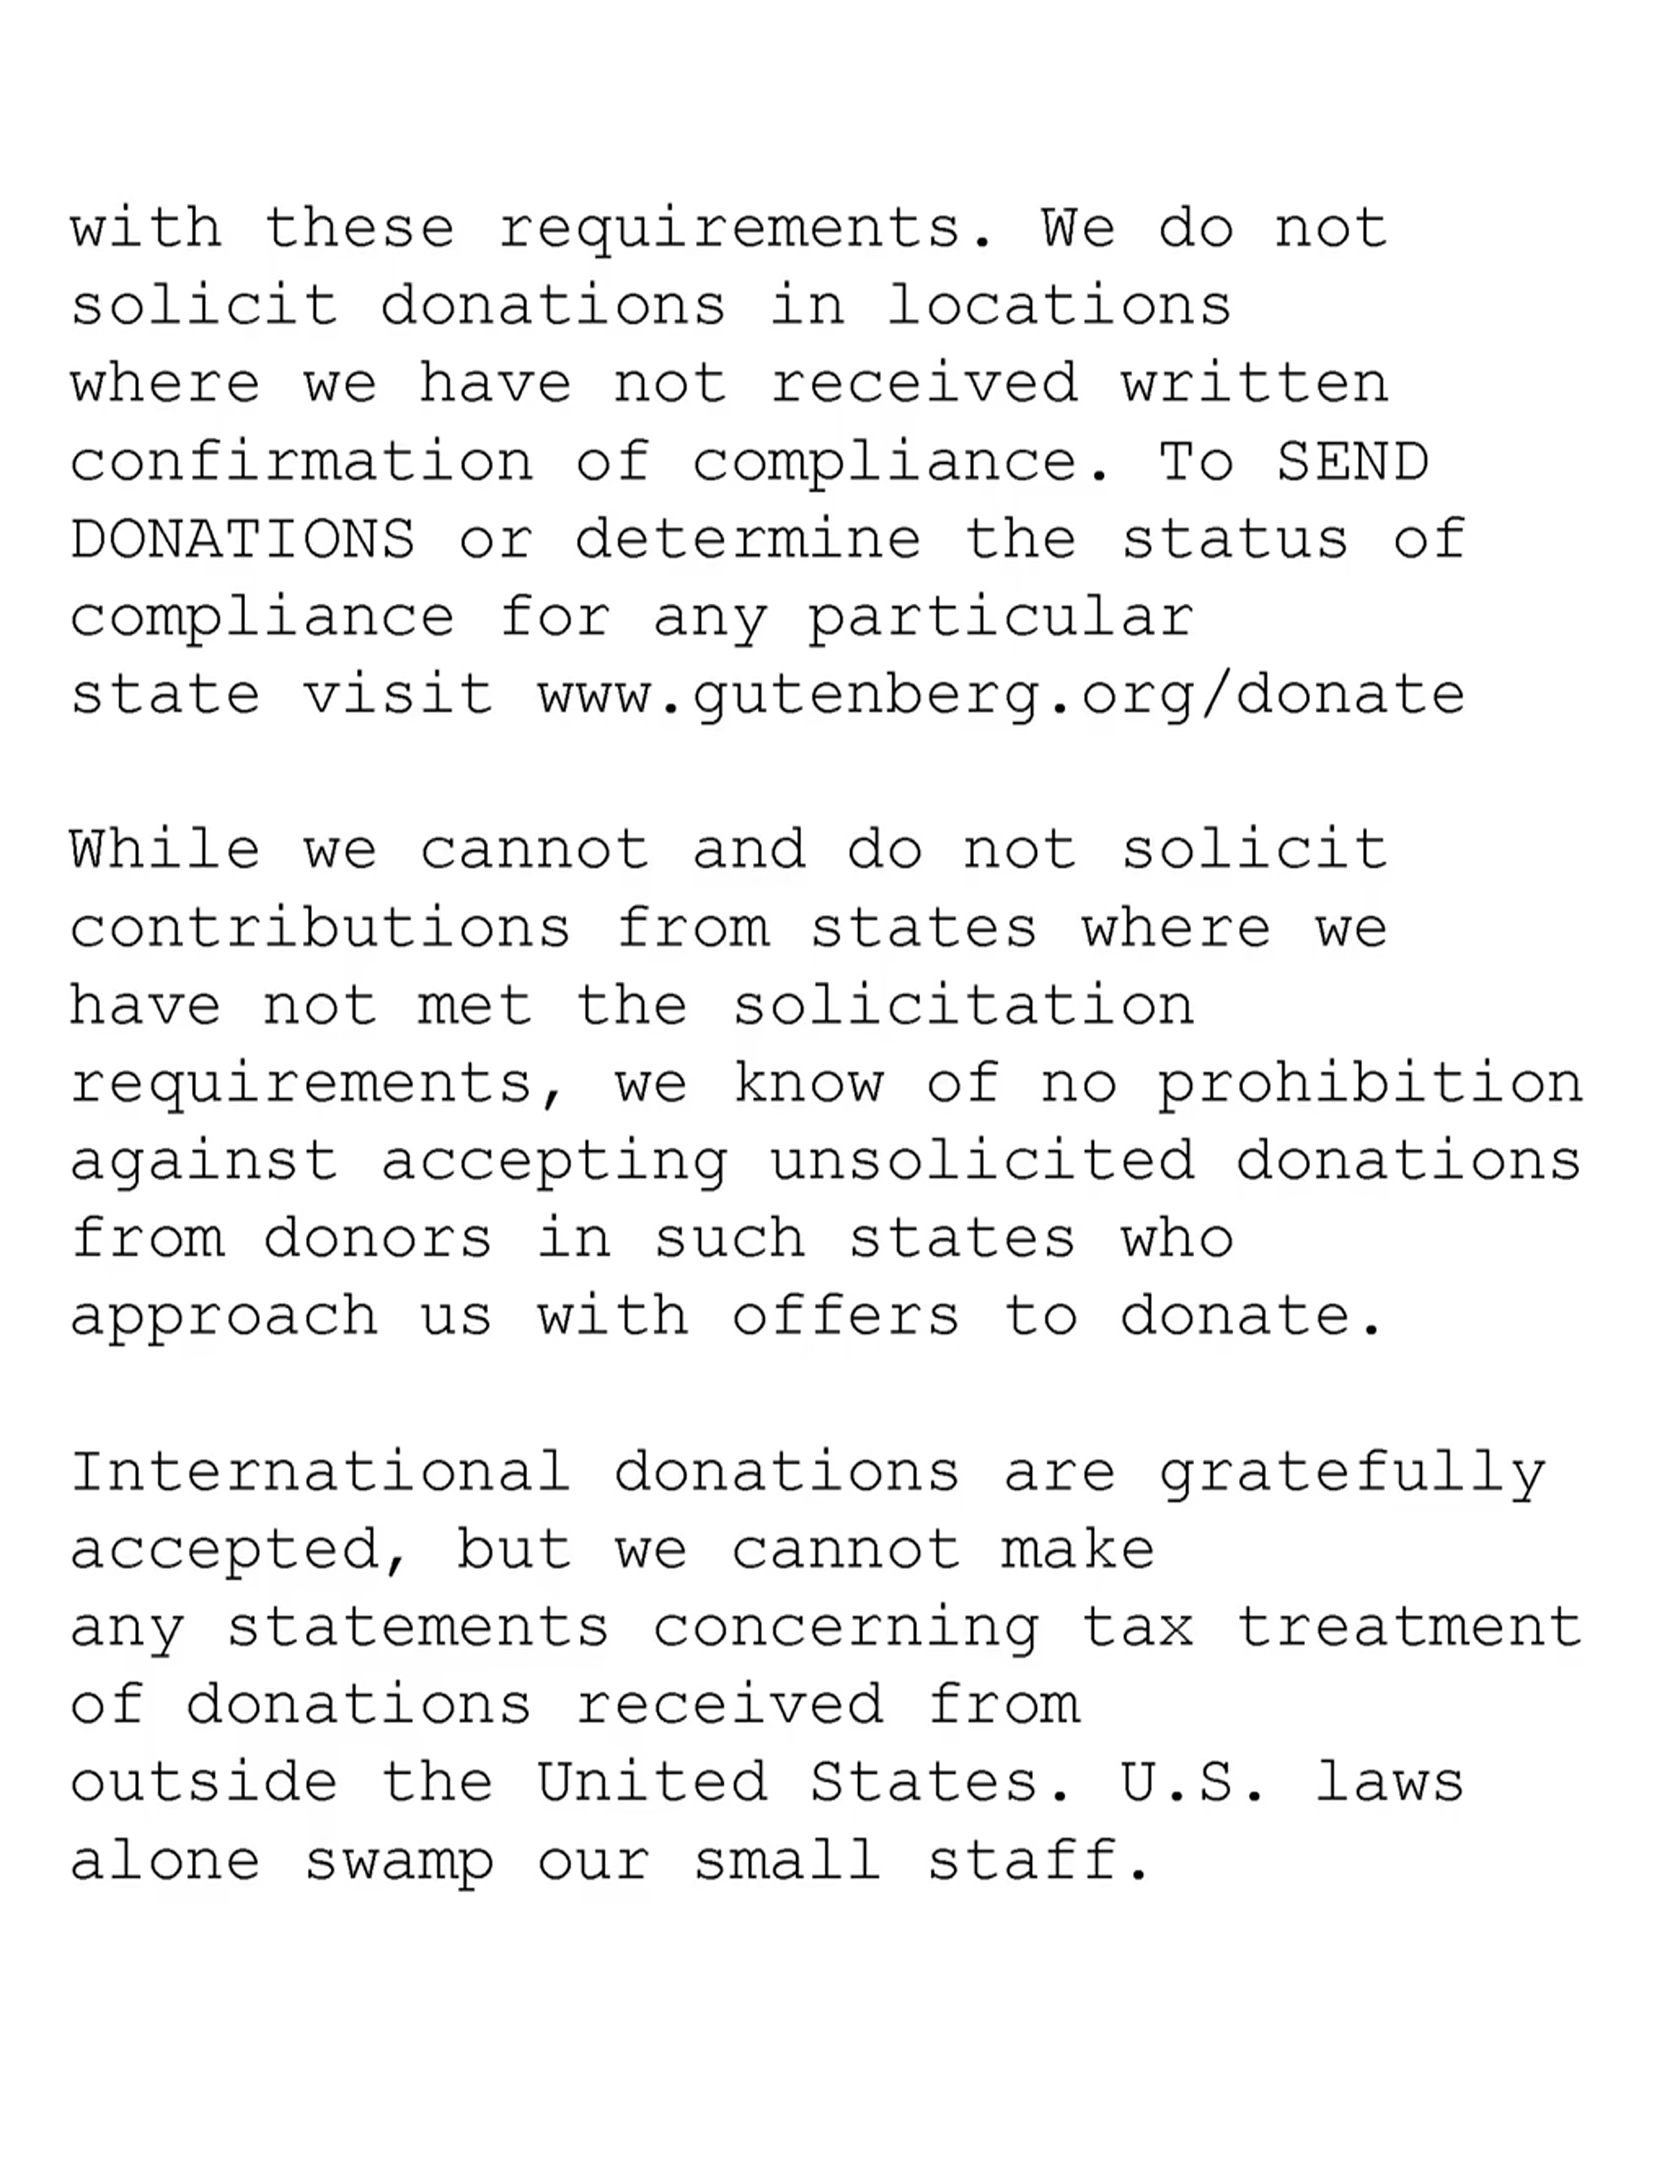 with these requirements. We do not
solicit donations in locations
where we have not received written
confirmation of compliance. To SEND
DONATIONS or determine the status of
compliance for any particular
state visit www.gutenberg.org/donate

While we cannot and do not solicit
contributions from states where we
have not met the solicitation
requirements, we know of no prohibition
against accepting unsolicited donations
from donors in such states who
approach us with offers to donate.

International donations are gratefully
accepted, but we cannot make
any statements concerning tax treatment
of donations received from
outside the United States. U.S. laws
alone swamp our small staff.